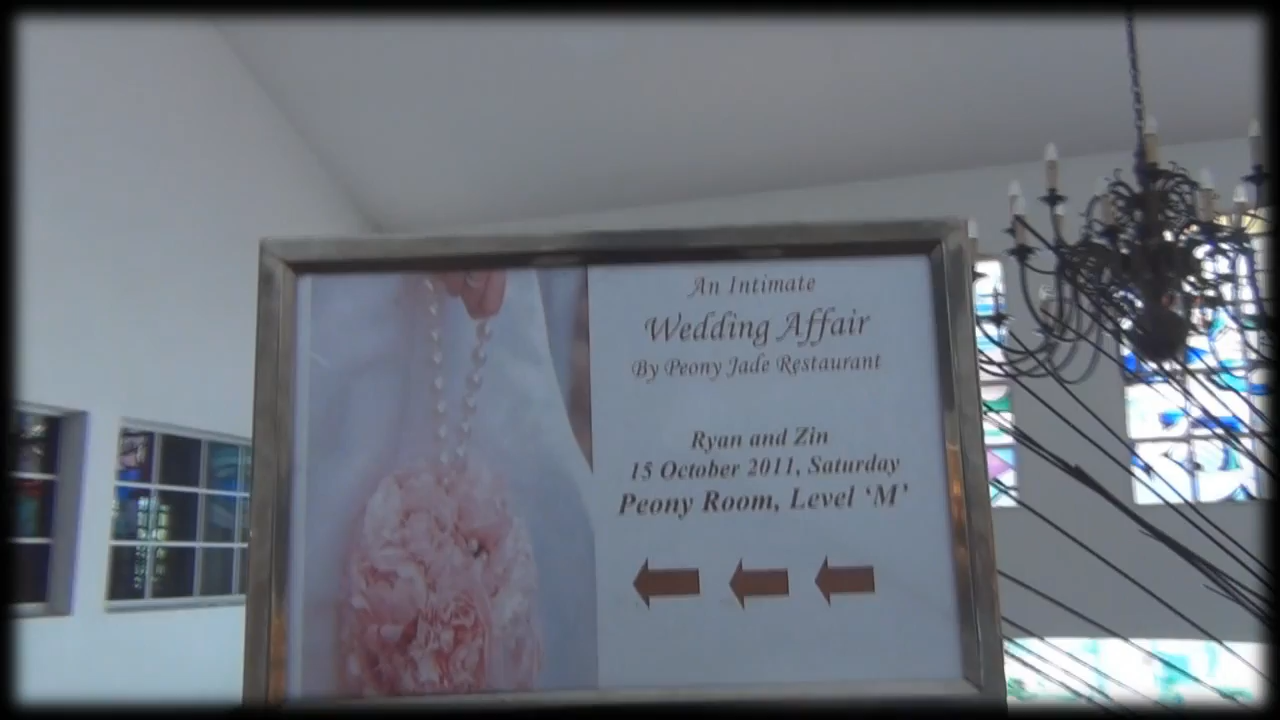 An Intimate
Wedding Affair
By Peony Jade Restaurant
Ryan and Zin
15 October 2011, Saturday
Peony Room, Level ‘M’